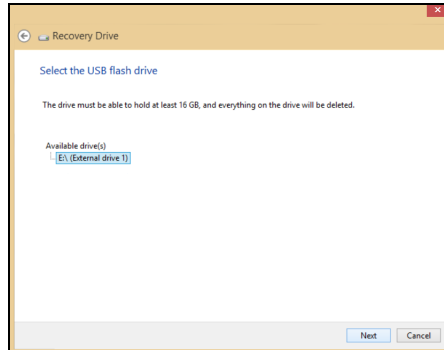 Recovery Drive
Select the USB flash drive
The drive must be able to hold at least 16 GB, and everything on the drive will be deleted.
Available drive(s)
E:\ (External drive 1)
Next Cancel